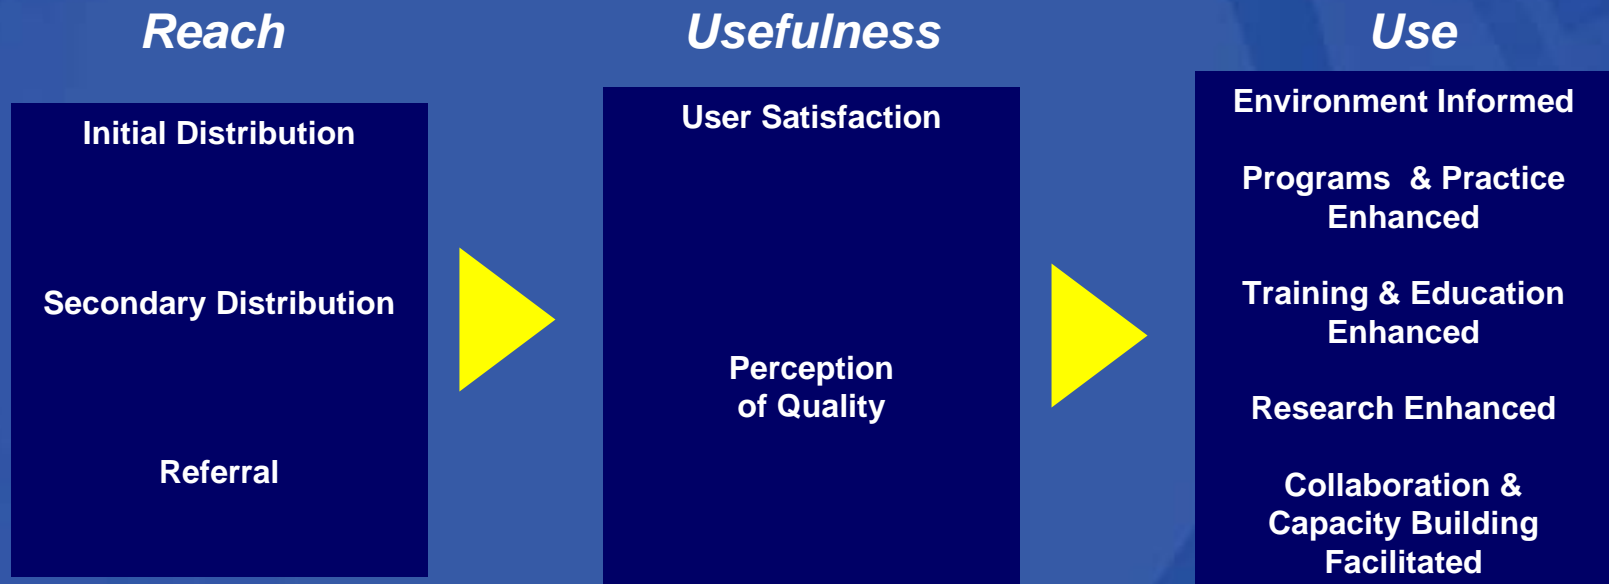 Reach
Initial Distribution
Secondary Distribution
Referral
Usefulness
User Satisfaction
Perception
of Quality
Use
Environment Informed
Programs & Practice
Enhanced
Training & Education
Enhanced
Research Enhanced
Collaboration &
Capacity Building
Facilitated